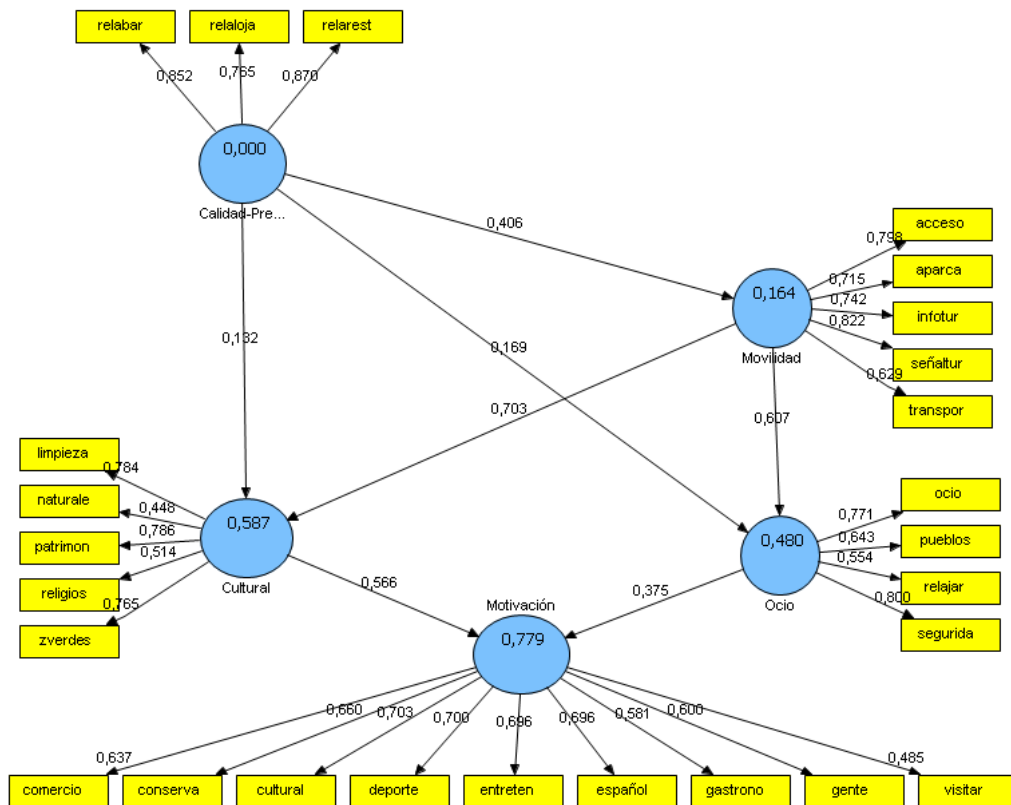 relabar
relaloja
relarest
0,852
0,765
0,870
0,000
Calidad-Pre...
0,406
acceso
0,798
aparca
0,715
0,164
0,742
infotur
0,822
0,132
0,169
Movilidad
señaltur
0,629
0,703
0,607
transpor
limpieza
0,784
naturale
0,448
ocio
0,587
0,786
0,771
patrimon
0,480
0,643
pueblos
0,514
0,554
religios
Cultural
0,566
0,375
relajar
0,765
Motivación
Ocio
0,800
zverdes
segurida
0,779
0,660
0,703
0,700
0,696
0,696
0,581
0,600
0,637
0,485
comercio
conserva
cultural
deporte
entreten
español
gastrono
gente
visitar